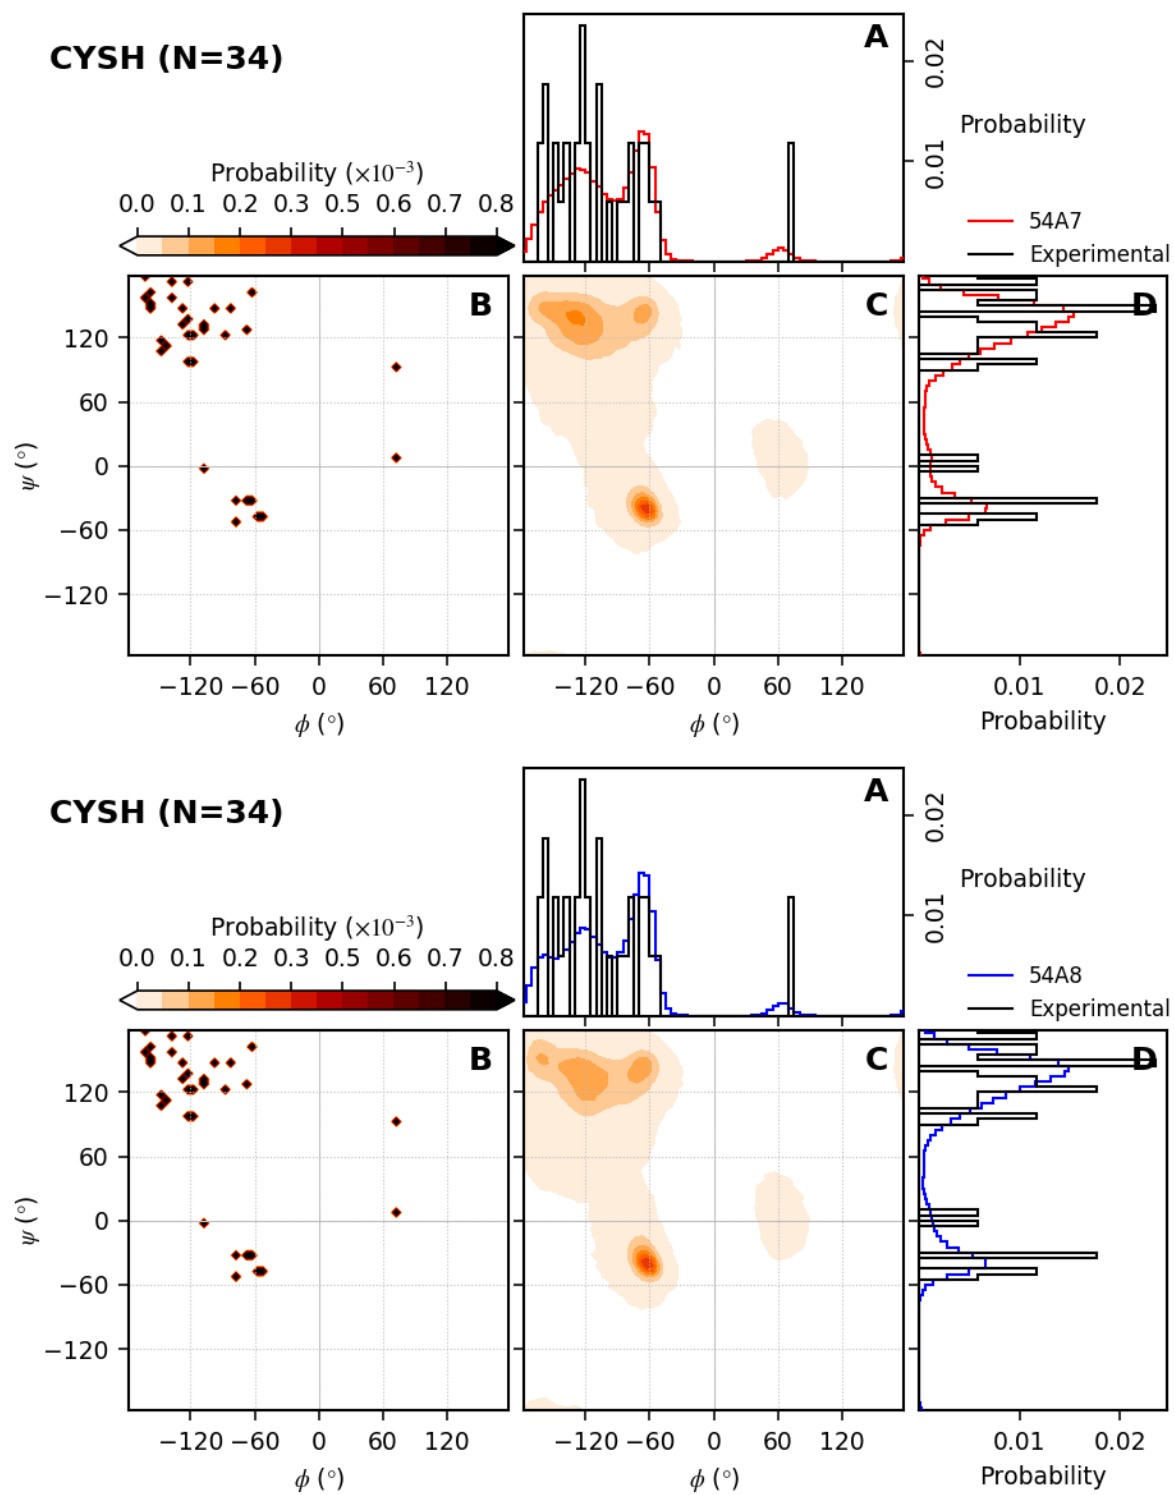 A
CYSH (N=34)
0.02
0.01
Probability
Probability (×10⁻³)
0.0 0.1 0.2 0.3 0.4 0.5 0.6 0.7 0.8
54A7
Experimental
B
C
D
120
60
0
−60
−120
ψ (°)
−120 −60 0 60 120
−120 −60 0 60 120
0.01 0.02
ϕ (°)
ϕ (°)
Probability
A
CYSH (N=34)
0.02
0.01
Probability
Probability (×10⁻³)
0.0 0.1 0.2 0.3 0.4 0.5 0.6 0.7 0.8
54A8
Experimental
B
C
D
120
60
0
−60
−120
ψ (°)
−120 −60 0 60 120
−120 −60 0 60 120
0.01 0.02
ϕ (°)
ϕ (°)
Probability